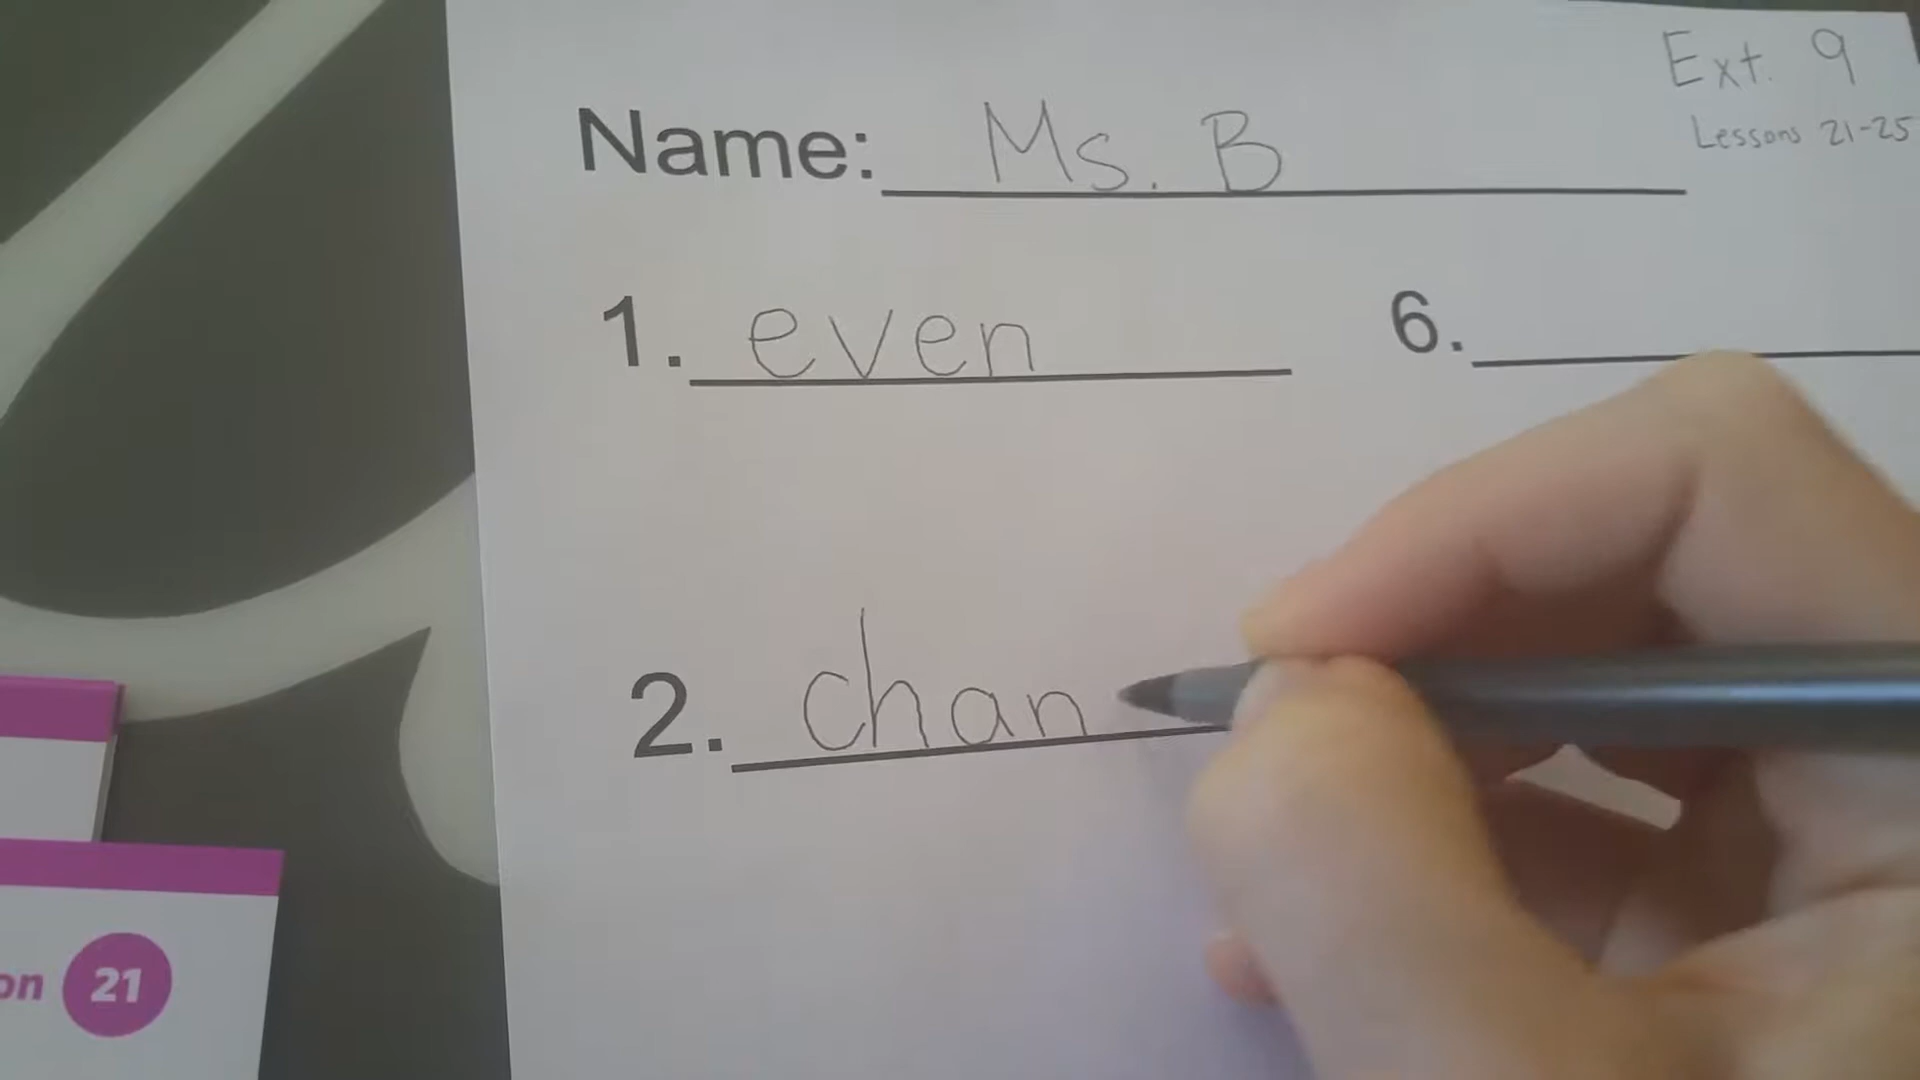 Ext. 9
Lessons 21-25
Name: Ms. B
1. even
6.
2. chan
on 21